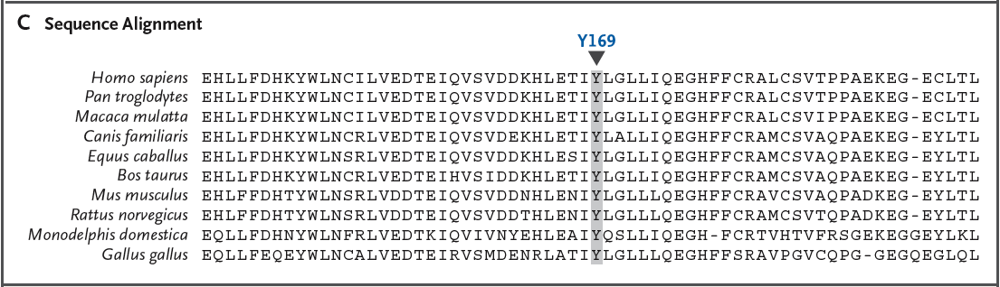 C Sequence Alignment
Y169
Homo sapiens EHLLFDHKYWLNCILVEDTEIQVSVDDKHLETIYLGLLIQEGHFFCRALCSVTPPAEKEG-ECLTL
Pan troglodytes EHLLFDHKYWLNCILVEDTEIQVSVDDKHLETIYLGLLIQEGHFFCRALCSVTPPAEKEG-ECLTL
Macaca mulatta EHLLFDHKYWLNCILVEDTEIQVSVDDKHLETIYLGLLIQEGHFFCRALCSVIPPAEKEG-ECLTL
Canis familiaris EHLLFDHKYWLNCRLVEDTEIQVSVDEKHLETIYLALLIQEGHFFCRAMCSVAQPAEKEG-EYLTL
Equus caballus EHLLFDHKYWLNSRLVEDTEIQVSVDDKHLESIYLGLLIQEGHFFCRAMCSVAQPAEKEG-EYLTL
Bos taurus EHLLFDHKYWLNCRLVEDTEIHVSIDDKHLETIYLGLLIQEGHFFCRAMCSVAQPAEKEG-EYLTL
Mus musculus EHLFFDHTYWLNSRLVDDTEIQVSVDDNHLENIYLGLLLQEGHFFCRAVCSVAQPADKEG-EYLTL
Rattus norvegicus EHLFFDHTYWLNSRLVDDTEIQVSVDDTHLENIYLGLLLQEGHFFCRAMCSVTQPADKEG-EYLTL
Monodelphis domestica EQLLFDHNYWLNFRLVEDTKIQVIVNYEHLEAIYQSLLIQEGH-FCRTVHTVFRSGEKEGGEYLKL
Gallus gallus EQLLFEQEYWLNCALVEDTEIRVSMDENRLATIYLGLLIQEGHFFSRAVPGVCQPG-GEGQEGLQL